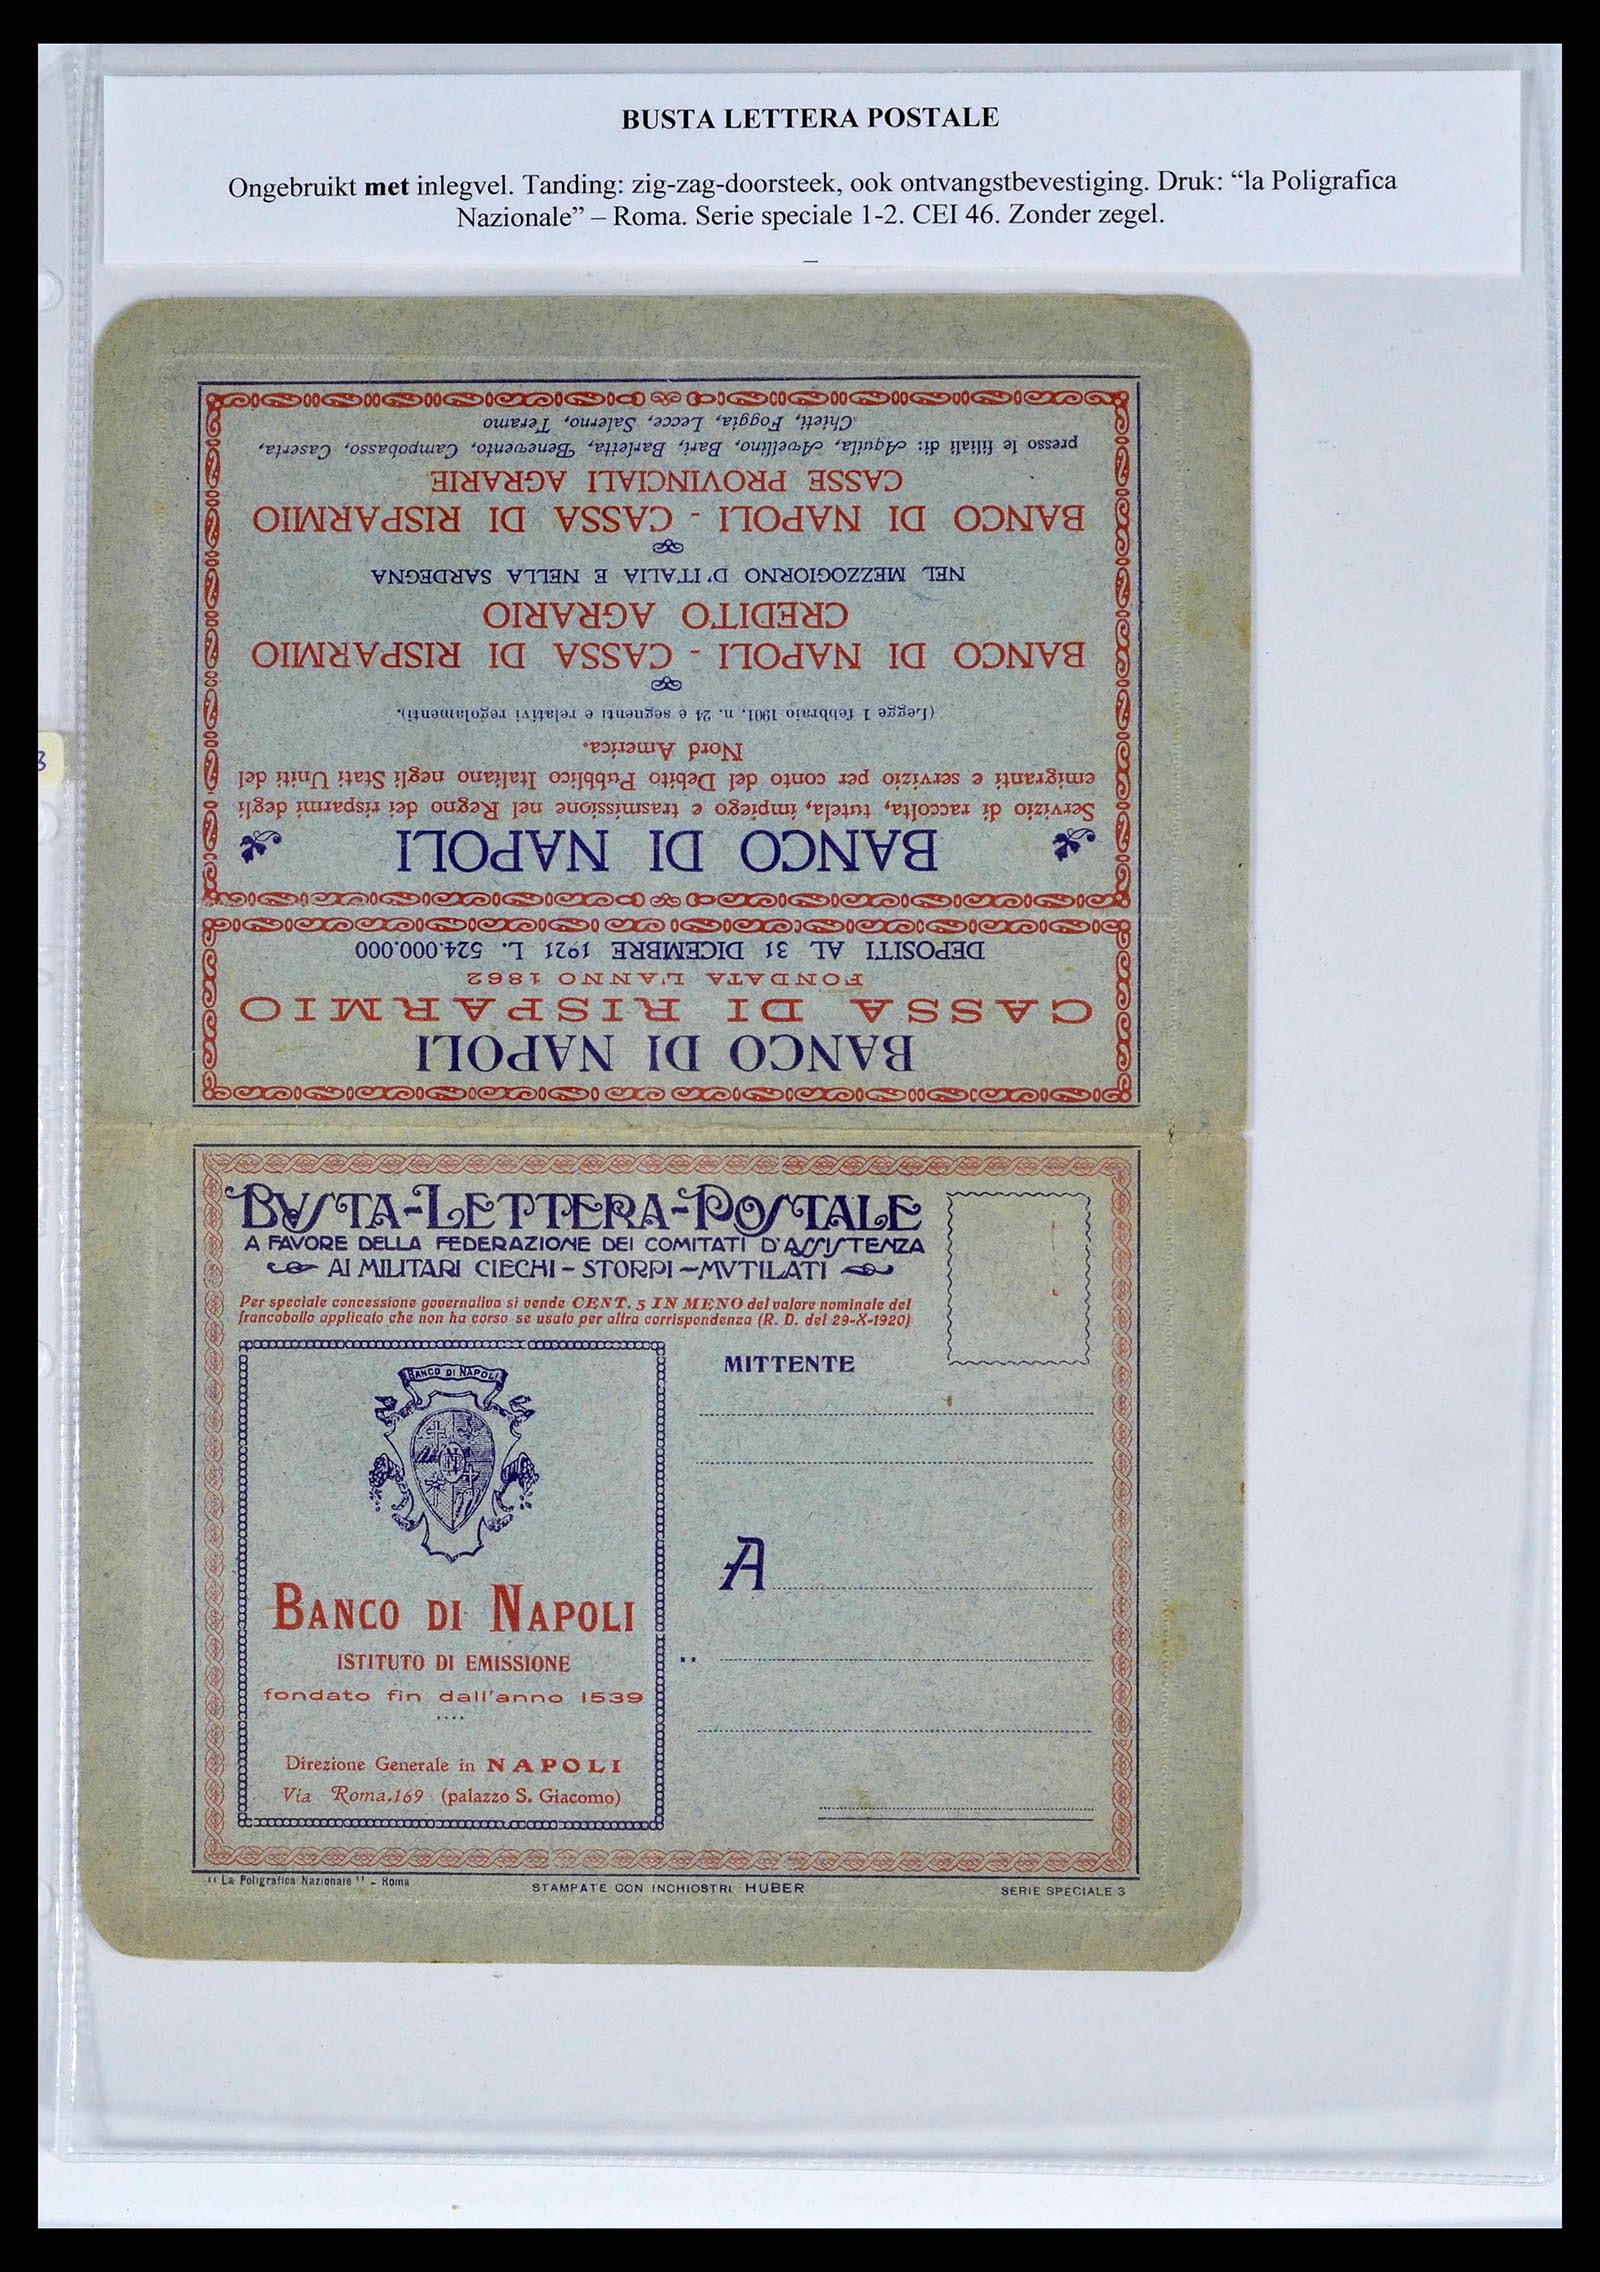 BUSTA LETTERA POSTALE
Ongebruikt met inlegvel. Tanding: zig-zag-doorsteek, ook ontvangstbevestiging. Druk: “la Poligrafica
Nazionale” – Roma. Serie speciale 1-2. CEI 46. Zonder zegel.
–
3
BANCO DI NAPOLI
CASSA DI RISPARMIO
FONDATA L'ANNO 1862
DEPOSITI AL 31 DICEMBRE 1921 L. 524.000.000
BANCO DI NAPOLI
Servizio di raccolta, tutela, impiego e trasmissione nel Regno dei risparmi degli
emigranti e servizio per conto del Debito Pubblico Italiano negli Stati Uniti del
Nord America.
(Legge 1 febbraio 1901, n. 24 e segnenti e relativi regolamenti).
BANCO DI NAPOLI - CASSA DI RISPARMIO
CREDITO AGRARIO
NEL MEZZOGIORNO D'ITALIA E NELLA SARDEGNA
BANCO DI NAPOLI - CASSA DI RISPARMIO
CASSE PROVINCIALI AGRARIE
presso le filiali di: Aquila, Avellino, Bari, Barletta, Benevento, Campobasso, Caserta,
Chieti, Foggia, Lecce, Salerno, Teramo
BVSTA-LETTERA-POSTALE
A FAVORE DELLA FEDERAZIONE DEI COMITATI D'ASSISTENZA
AI MILITARI CIECHI - STORPI - MVTILATI
Per speciale concessione governativa si vende CENT. 5 IN MENO del valore nominale del
francobollo applicato che non ha corso se usato per altra corrispondenza (R. D. del 29-X-1920)
MITTENTE
BANCO DI NAPOLI
A
BANCO DI NAPOLI
ISTITUTO DI EMISSIONE
fondato fin dall'anno 1539
Direzione Generale in NAPOLI
Via Roma, 169 (palazzo S. Giacomo)
“ La Poligrafica Nazionale ” - Roma
STAMPATE CON INCHIOSTRI HUBER
SERIE SPECIALE 3